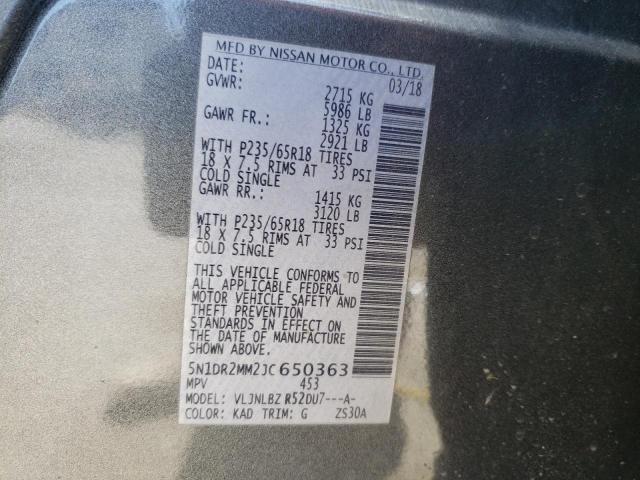 MFD BY NISSAN MOTOR CO., LTD.
DATE: 03/18
GVWR: 2715 KG
5986 LB
GAWR FR.: 1325 KG
2921 LB
WITH P235/65R18 TIRES
18 X 7.5 RIMS AT 33 PSI
COLD SINGLE
GAWR RR.: 1415 KG
3120 LB
WITH P235/65R18 TIRES
18 X 7.5 RIMS AT 33 PSI
COLD SINGLE
THIS VEHICLE CONFORMS TO
ALL APPLICABLE FEDERAL
MOTOR VEHICLE SAFETY AND
THEFT PREVENTION
STANDARDS IN EFFECT ON
THE DATE OF MANUFACTURE
SHOWN ABOVE.
5N1DR2MM2JC650363
MPV 453
MODEL: VLJNLBZ R52DU7---A-
COLOR: KAD TRIM: G ZS30A